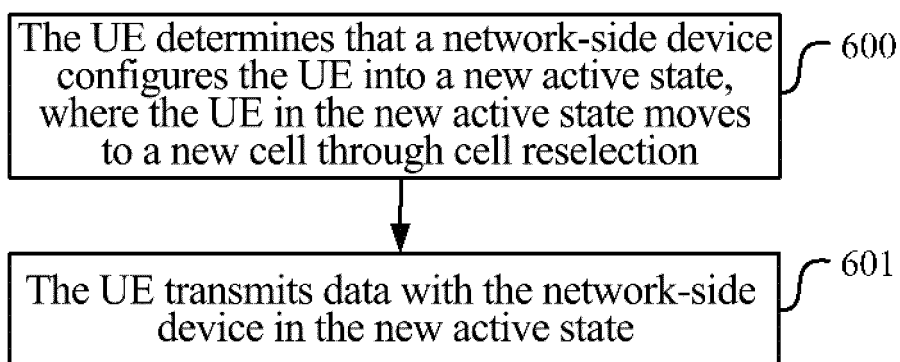 The UE determines that a network-side device
configures the UE into a new active state,
where the UE in the new active state moves
to a new cell through cell reselection
600
The UE transmits data with the network-side
device in the new active state
601